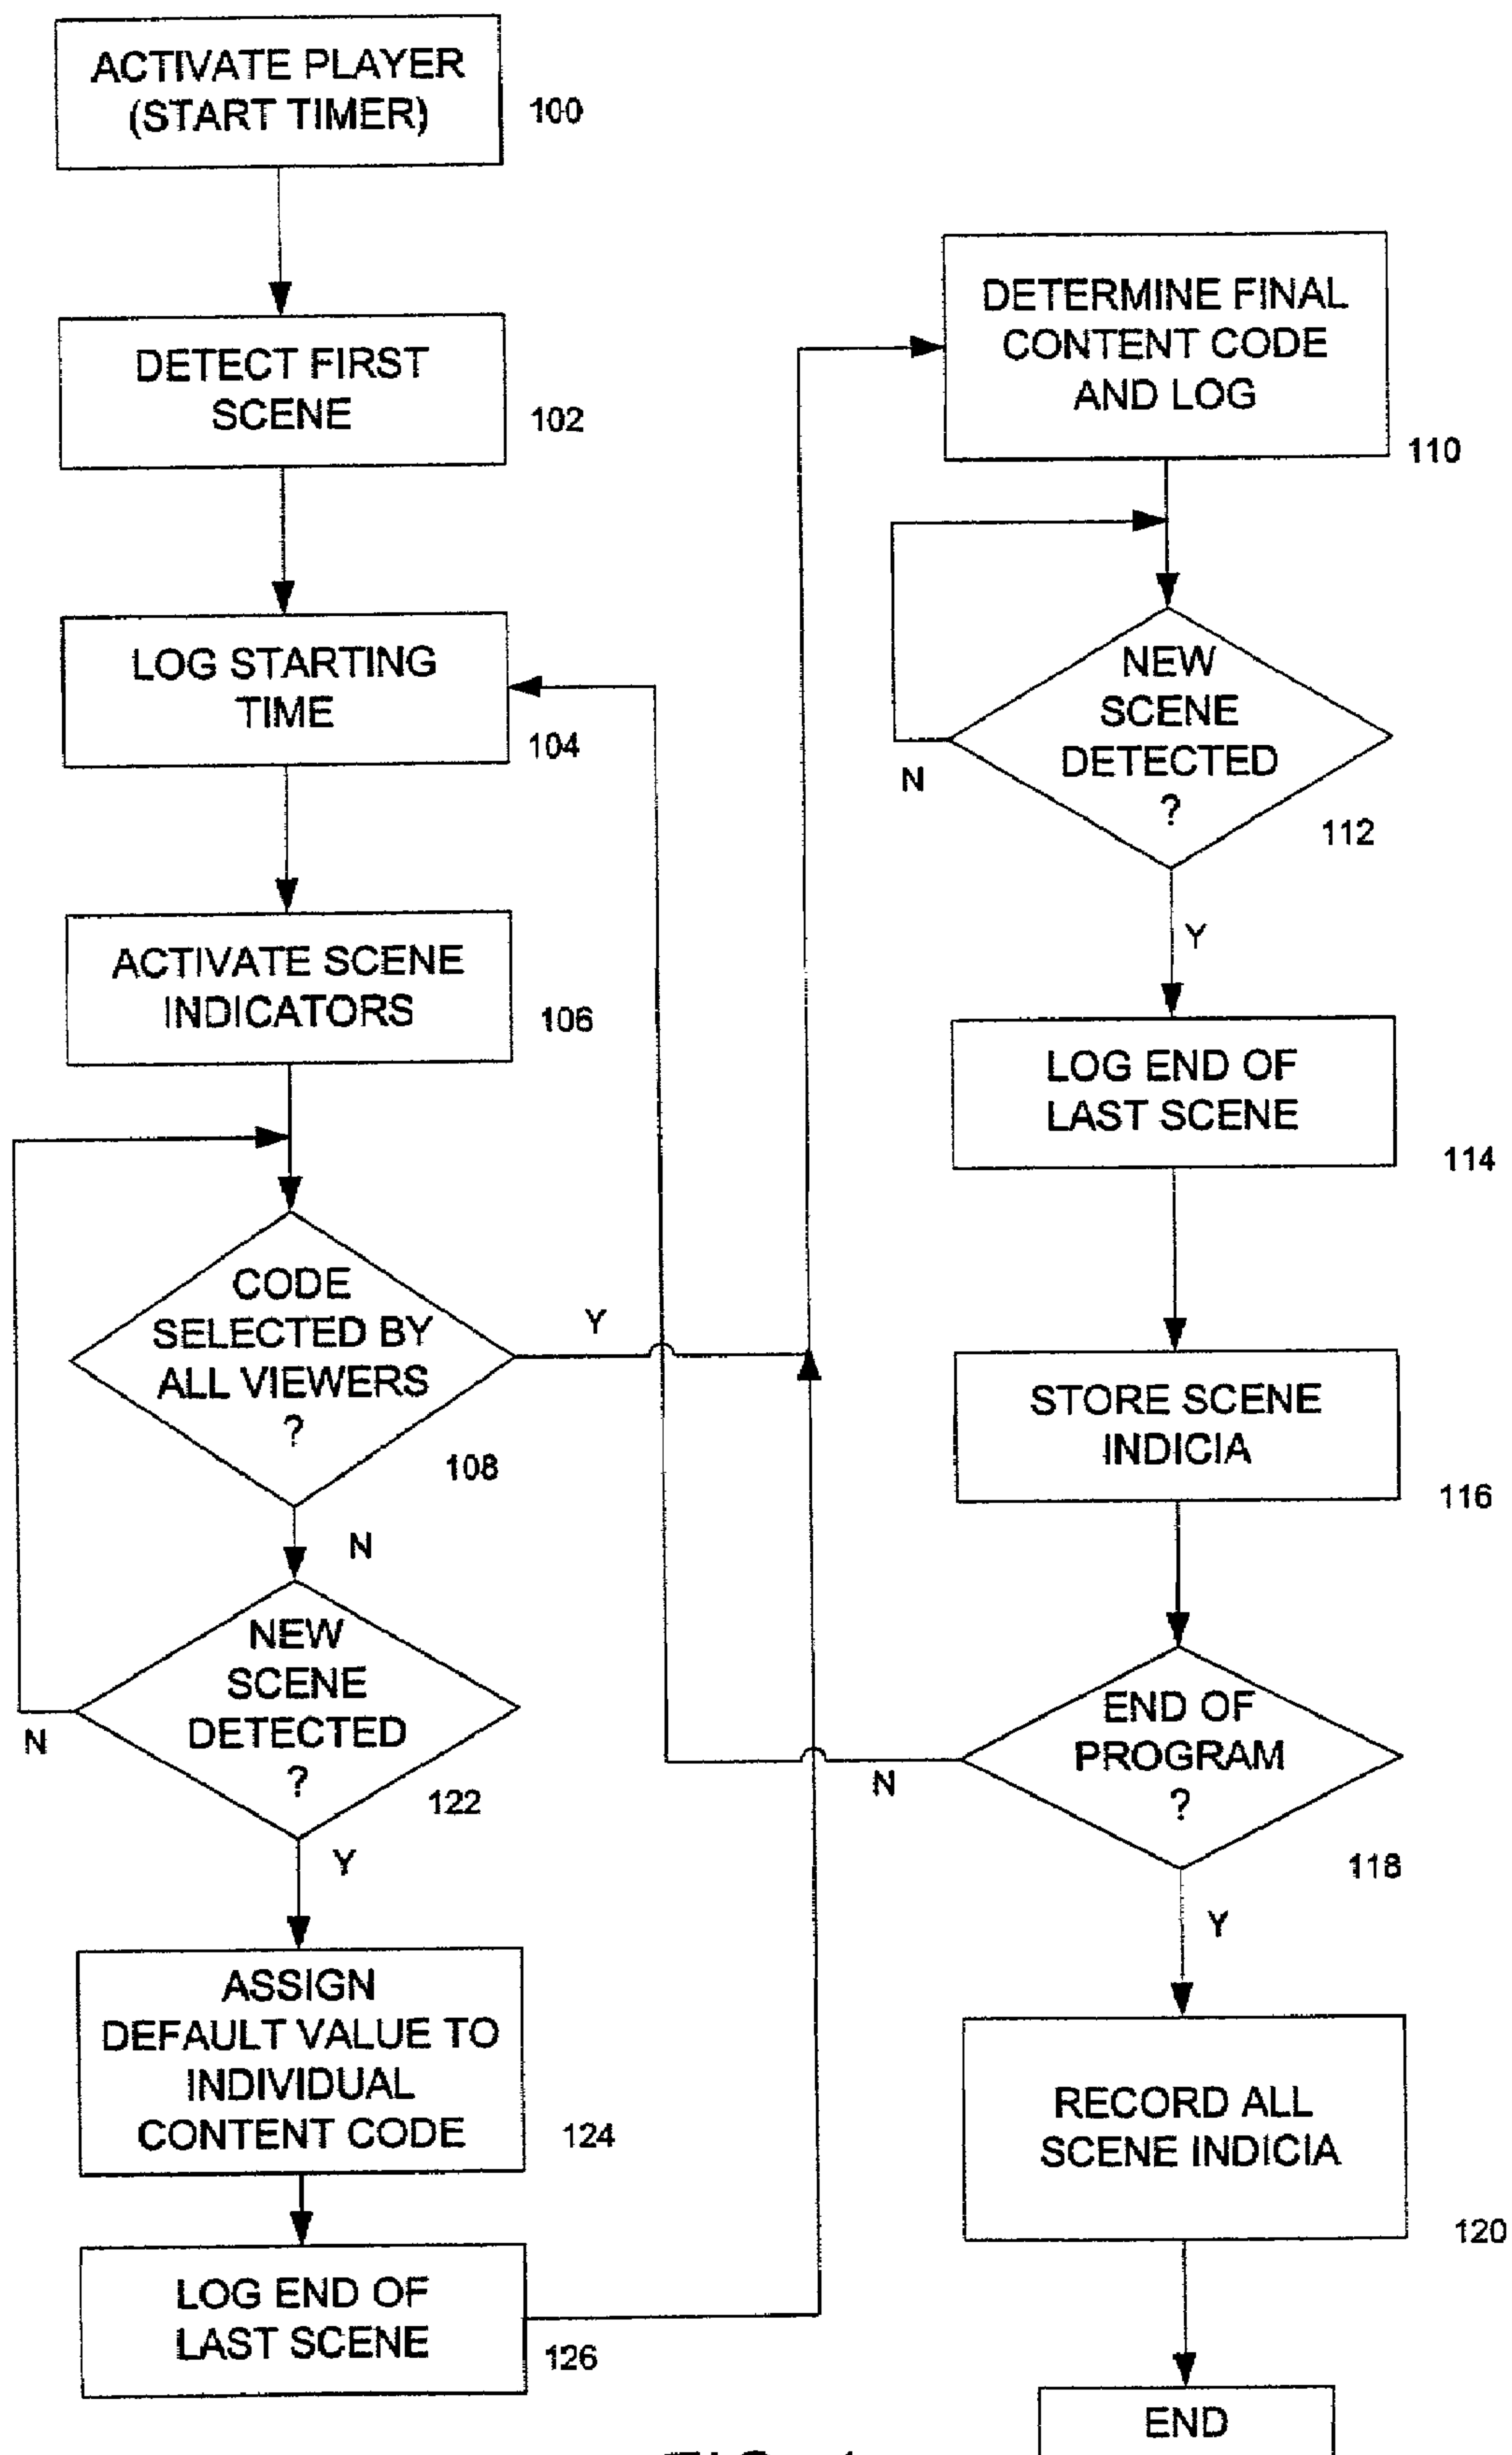 ACTIVATE PLAYER
(START TIMER)
100
DETECT FIRST
SCENE
102
LOG STARTING
TIME
104
ACTIVATE SCENE
INDICATORS
106
CODE
SELECTED BY
ALL VIEWERS
?
Y
108
N
NEW
SCENE
DETECTED
?
N
122
Y
ASSIGN
DEFAULT VALUE TO
INDIVIDUAL
CONTENT CODE
124
LOG END OF
LAST SCENE
126
DETERMINE FINAL
CONTENT CODE
AND LOG
110
NEW
SCENE
DETECTED
?
N
112
Y
LOG END OF
LAST SCENE
114
STORE SCENE
INDICIA
116
END OF
PROGRAM
?
N
118
Y
RECORD ALL
SCENE INDICIA
120
END